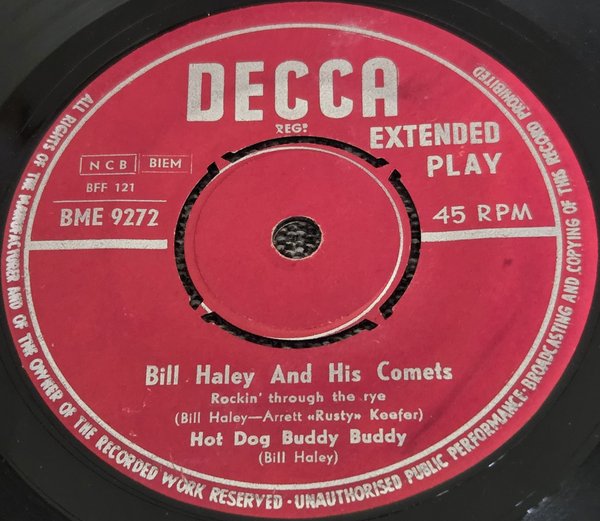 DECCA
REGD
EXTENDED
PLAY
NCB BIEM
BFF 121
BME 9272
45 RPM
Bill Haley And His Comets
Rockin' through the rye
(Bill Haley—Arrett «Rusty» Keefer)
Hot Dog Buddy Buddy
(Bill Haley)
ALL RIGHTS OF THE MANUFACTURER AND OF THE OWNER OF THE RECORDED WORK RESERVED · UNAUTHORISED PUBLIC PERFORMANCE · BROADCASTING AND COPYING OF THIS RECORD PROHIBITED